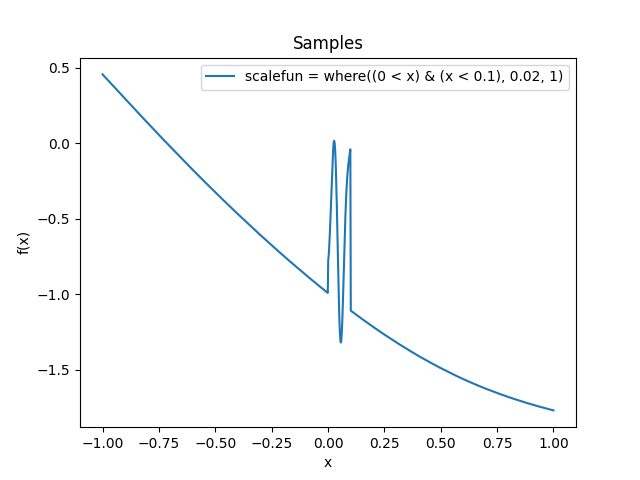 Samples
scalefun = where((0 < x) & (x < 0.1), 0.02, 1)
f(x)
0.5
0.0
−0.5
−1.0
−1.5
−1.00 −0.75 −0.50 −0.25 0.00 0.25 0.50 0.75 1.00
x